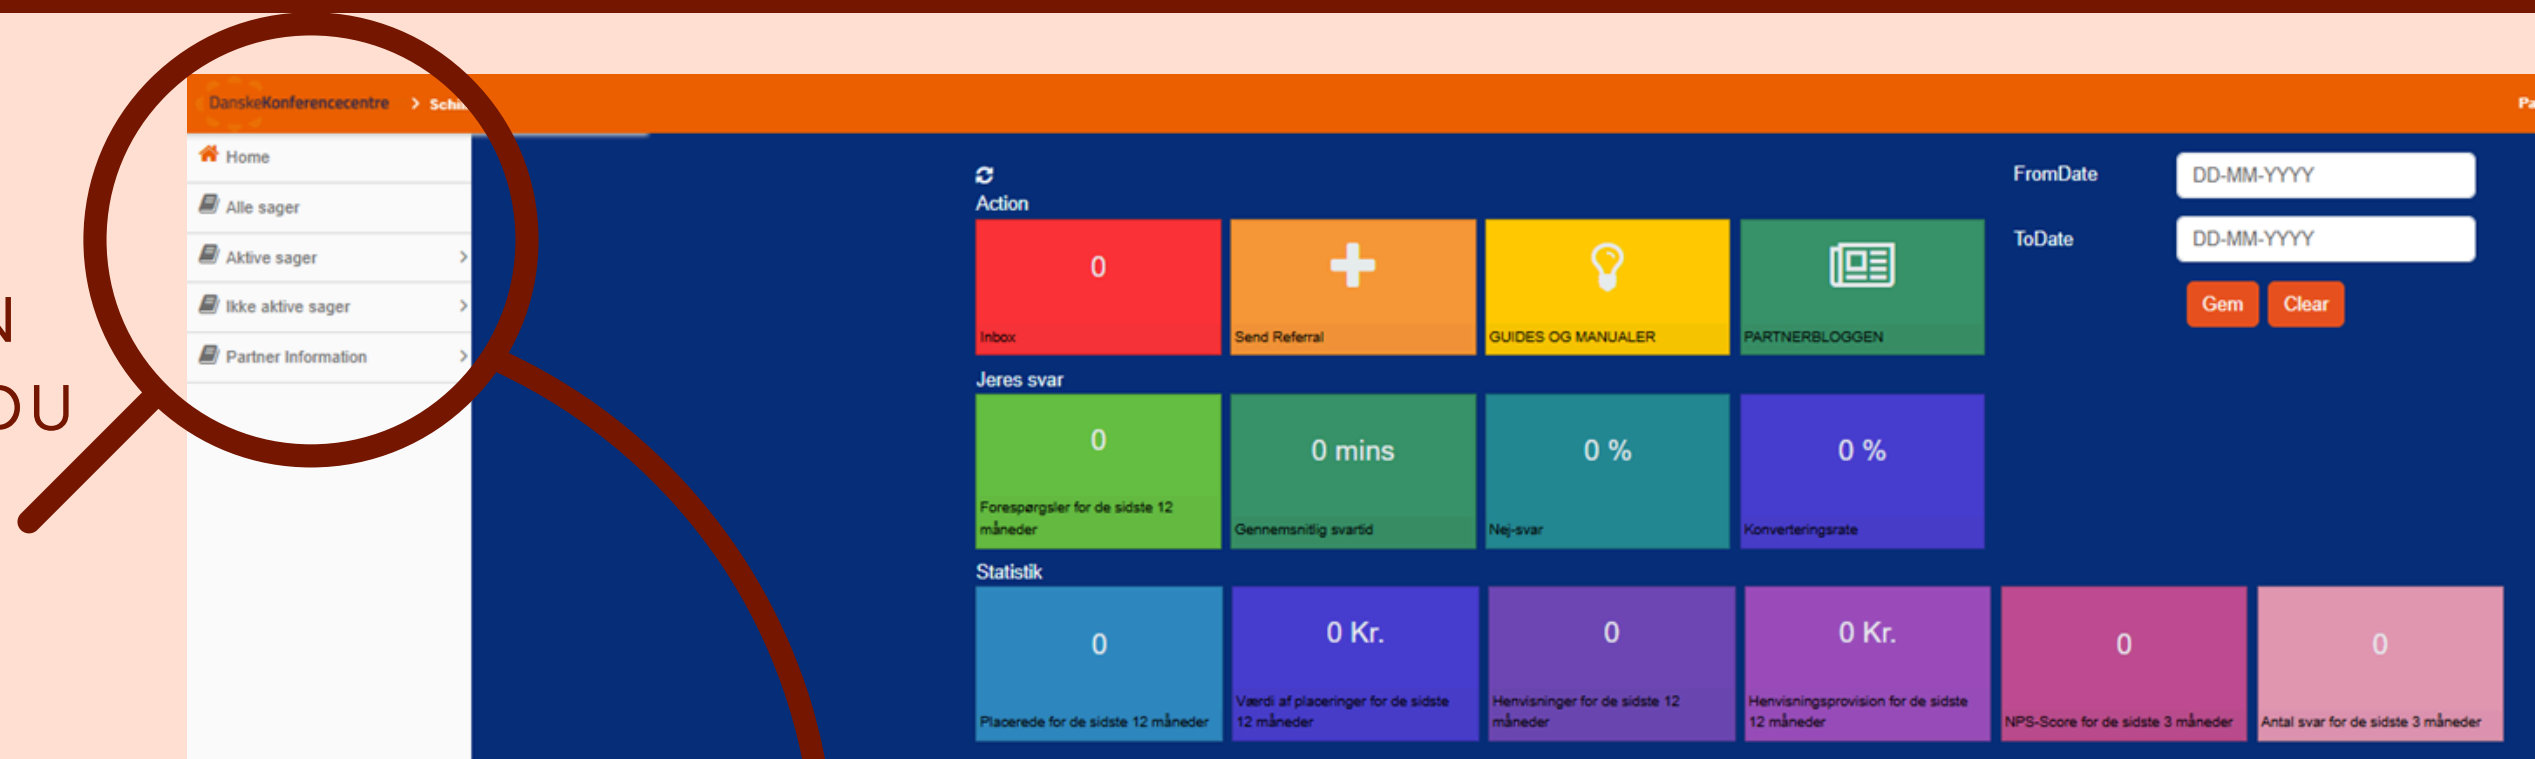 DanskeKonferencecentre
Home
Alle sager
Aktive sager
Ikke aktive sager
Partner Information
Action
0
Inbox
Send Referral
GUIDES OG MANUALER
PARTNERBLOGGEN
FromDate
DD-MM-YYYY
ToDate
DD-MM-YYYY
Gem
Clear
Jeres svar
0
Forespørgsler for de sidste 12
måneder
0 mins
Gennemsnitlig svartid
0 %
Nej-svar
0 %
Konverteringsrate
Statistik
0
Placerede for de sidste 12 måneder
0 Kr.
Værdi af placeringer for de sidste
12 måneder
0
Henvisninger for de sidste 12
måneder
0 Kr.
Henvisningsprovision for de sidste
12 måneder
0
NPS-Score for de sidste 3 måneder
0
Antal svar for de sidste 3 måneder